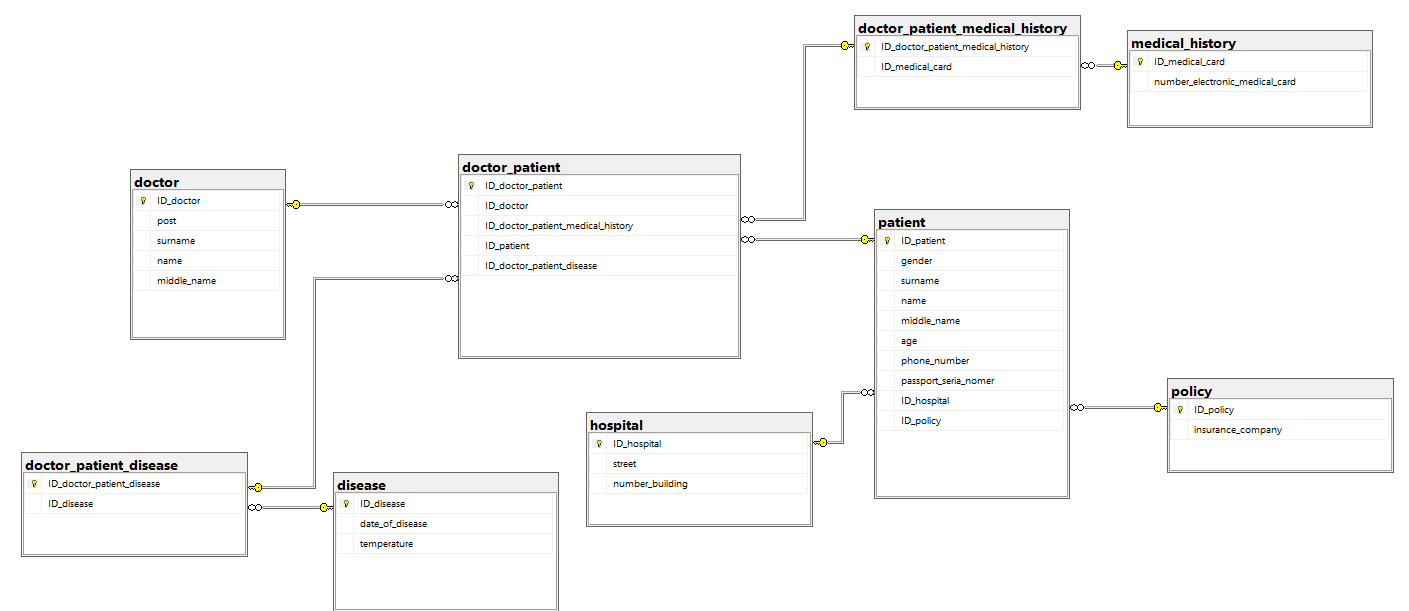 doctor_patient_medical_history
ID_doctor_patient_medical_history
ID_medical_card
medical_history
ID_medical_card
number_electronic_medical_card
doctor
ID_doctor
post
surname
name
middle_name
doctor_patient
ID_doctor_patient
ID_doctor
ID_doctor_patient_medical_history
ID_patient
ID_doctor_patient_disease
patient
ID_patient
gender
surname
name
middle_name
age
phone_number
passport_seria_nomer
ID_hospital
ID_policy
policy
ID_policy
insurance_company
hospital
ID_hospital
street
number_building
doctor_patient_disease
ID_doctor_patient_disease
ID_disease
disease
ID_disease
date_of_disease
temperature